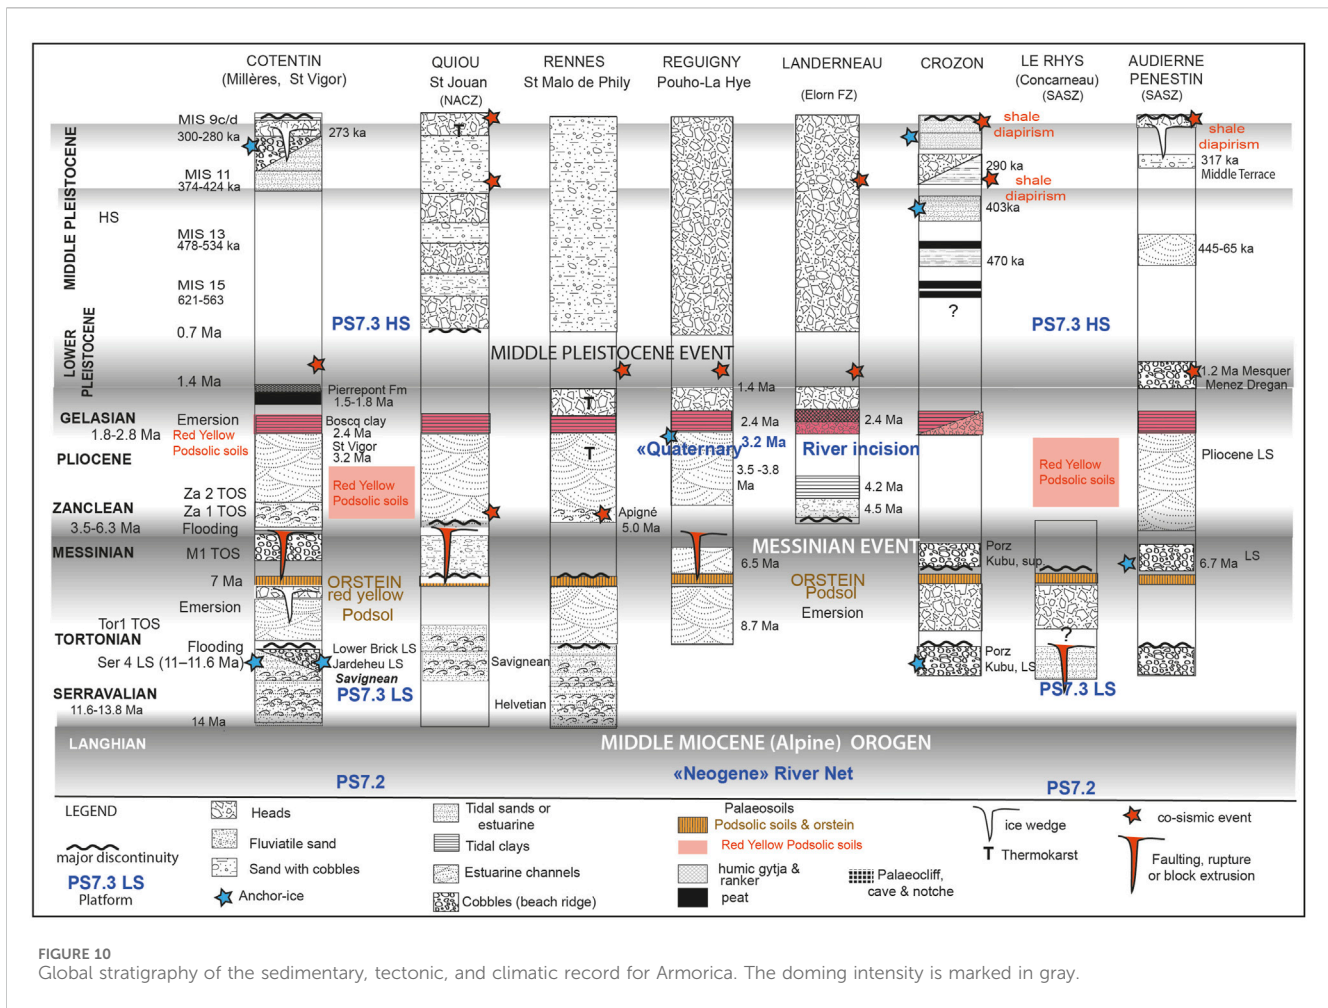 COTENTIN
(Millères, St Vigor)
QUIOU
St Jouan
(NACZ)
RENNES
St Malo de Phily
REGUIGNY
Pouho-La Hye
LANDERNEAU
(Elorn FZ)
CROZON
LE RHYS
(Concarneau)
(SASZ)
AUDIERNE
PENESTIN
(SASZ)
MIDDLE PLEISTOCENE
LOWER
PLEISTOCENE
MIS 9c/d
300-280 ka
273 ka
MIS 11
374-424 ka
HS
MIS 13
478-534 ka
MIS 15
621-563
0.7 Ma
1.4 Ma
T
shale
diapirism
290 ka
shale
diapirism
403ka
470 ka
?
shale
diapirism
317 ka
Middle Terrace
445-65 ka
PS7.3 HS
PS7.3 HS
MIDDLE PLEISTOCENE EVENT
1.2 Ma Mesquer
Menez Dregan
Pierrepont Fm
1.5-1.8 Ma
T
1.4 Ma
GELASIAN
1.8-2.8 Ma
Emersion
Red Yellow
Podsolic soils
Boscq clay
2.4 Ma
St Vigor
3.2 Ma
2.4 Ma
2.4 Ma
T
«Quaternary
3.2 Ma
River incision
PLIOCENE
Pliocene LS
3.5 -3.8
Ma
Red Yellow
Podsolic soils
Red Yellow
Podsolic soils
Za 2 TOS
4.2 Ma
ZANCLEAN
Za 1 TOS
4.5 Ma
Apigné
5.0 Ma
3.5-6.3 Ma
Flooding
MESSINIAN
M1 TOS
MESSINIAN EVENT
6.5 Ma
Porz
Kubu, sup.
6.7 Ma
LS
7 Ma
ORSTEIN
red yellow
Podsol
ORSTEIN
Podsol
Emersion
Emersion
Tor1 TOS
8.7 Ma
?
TORTONIAN
Flooding
Ser 4 LS (11–11.6 Ma)
Lower Brick LS
Jardeheu LS
Savignean
Savignean
Porz
Kubu, LS
PS7.3 LS
PS7.3 LS
SERRAVALIAN
11.6-13.8 Ma
Helvetian
14 Ma
LANGHIAN
MIDDLE MIOCENE (Alpine) OROGEN
«Neogene» River Net
PS7.2
PS7.2
LEGEND
major discontinuity
PS7.3 LS
Platform
Heads
Fluviatile sand
Sand with cobbles
Anchor-ice
Tidal sands or
estuarine
Tidal clays
Estuarine channels
Cobbles (beach ridge)
Palaeosoils
Podsolic soils & orstein
Red Yellow Podsolic soils
humic gytja &
ranker
peat
Palaeocliff,
cave & notche
ice wedge
T Thermokarst
co-sismic event
Faulting, rupture
or block extrusion
FIGURE 10
Global stratigraphy of the sedimentary, tectonic, and climatic record for Armorica. The doming intensity is marked in gray.